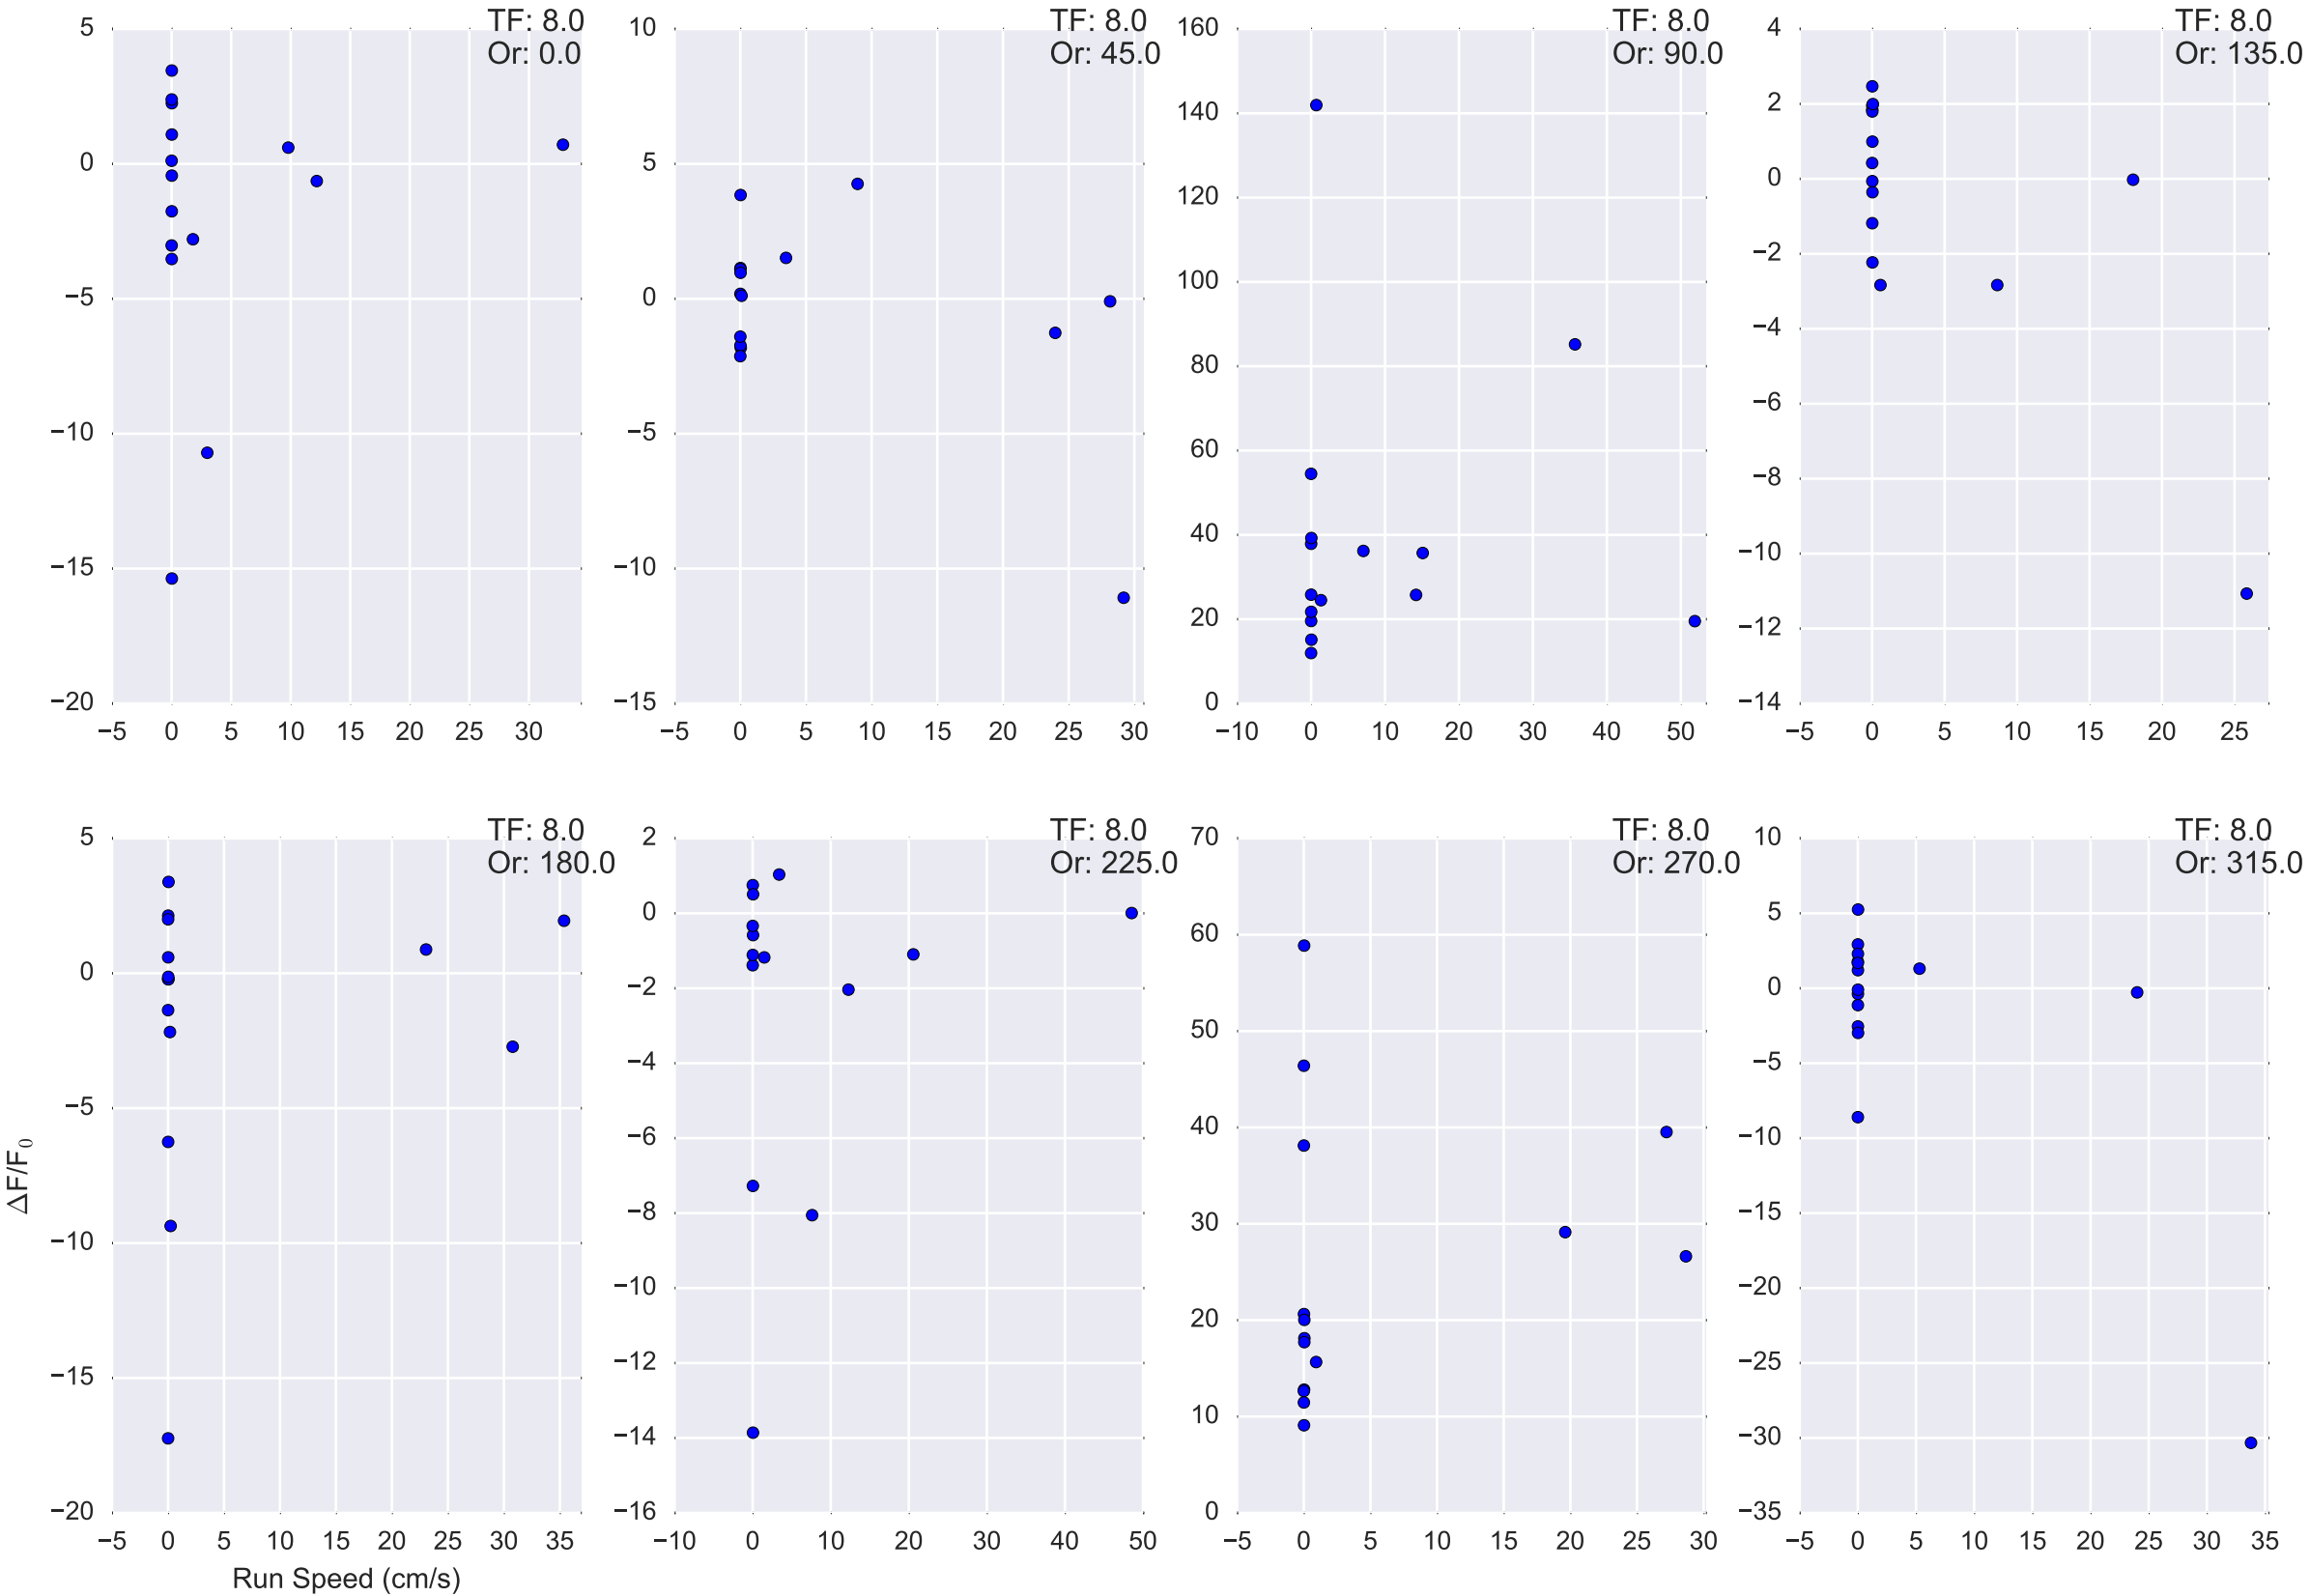 TF: 8.0
Or: 0.0
5
0
−5
−10
−15
−20
−5 0 5 10 15 20 25 30
TF: 8.0
Or: 45.0
10
5
0
−5
−10
−15
−5 0 5 10 15 20 25 30
TF: 8.0
Or: 90.0
160
140
120
100
80
60
40
20
0
−10 0 10 20 30 40 50
TF: 8.0
Or: 135.0
4
2
0
−2
−4
−6
−8
−10
−12
−14
−5 0 5 10 15 20 25
TF: 8.0
Or: 180.0
5
0
−5
−10
−15
−20
−5 0 5 10 15 20 25 30 35
Run Speed (cm/s)
ΔF/F₀
TF: 8.0
Or: 225.0
2
0
−2
−4
−6
−8
−10
−12
−14
−16
−10 0 10 20 30 40 50
TF: 8.0
Or: 270.0
70
60
50
40
30
20
10
0
−5 0 5 10 15 20 25 30
TF: 8.0
Or: 315.0
10
5
0
−5
−10
−15
−20
−25
−30
−35
−5 0 5 10 15 20 25 30 35